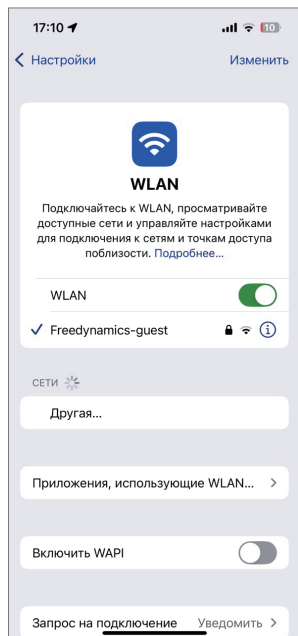 17:10
10
Настройки
Изменить
WLAN
Подключайтесь к WLAN, просматривайте
доступные сети и управляйте настройками
для подключения к сетям и точкам доступа
поблизости. Подробнее...
WLAN
Freedynamics-guest
СЕТИ
Другая...
Приложения, использующие WLAN...
Включить WAPI
Запрос на подключение Уведомить